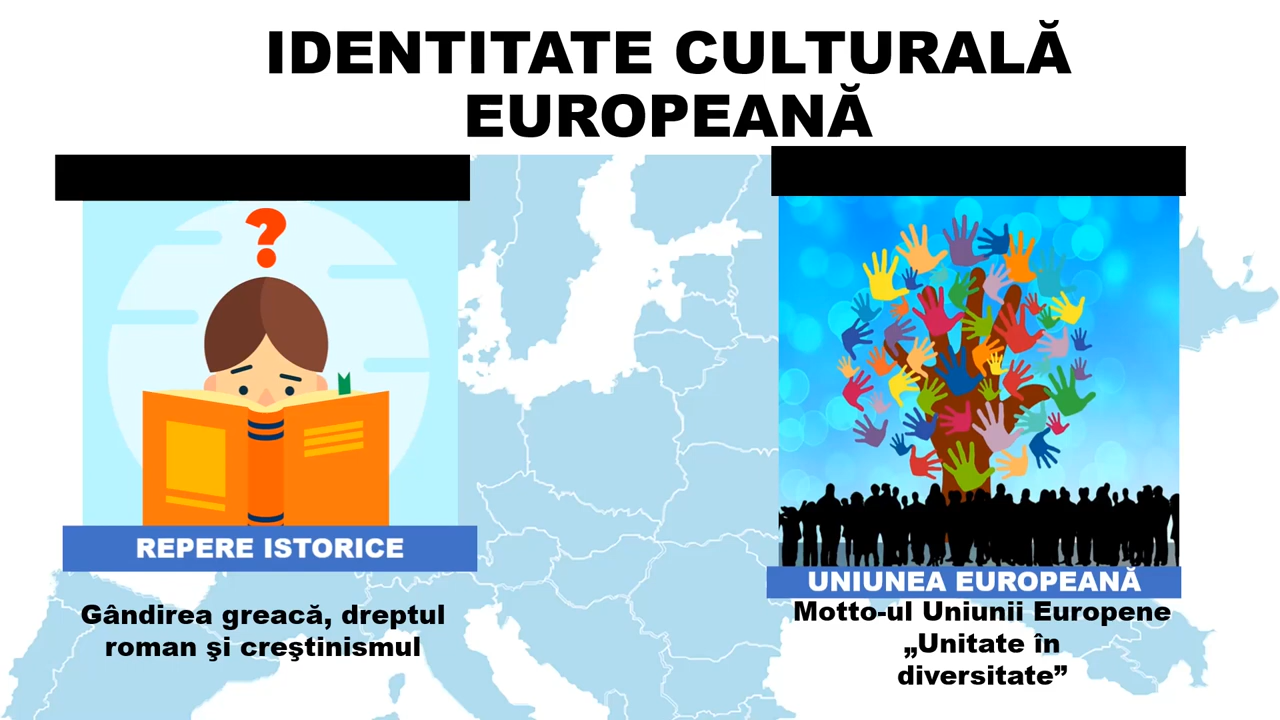 IDENTITATE CULTURALĂ
EUROPEANĂ
?
REPERE ISTORICE
Gândirea greacă, dreptul
roman şi creştinismul
UNIUNEA EUROPEANĂ
Motto-ul Uniunii Europene
„Unitate în
diversitate”